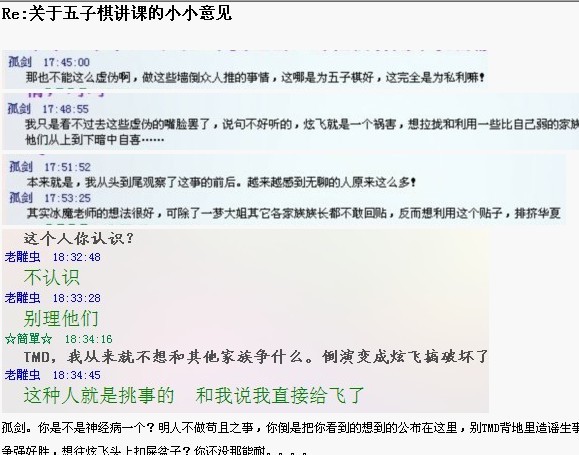 Re:关于五子棋讲课的小小意见
孤剑 17:45:00
那也不能这么虚伪啊，做这些墙倒众人推的事情，这哪是为五子棋好，这完全是为私利嘛！
孤剑 17:48:55
我只是看不过去这些虚伪的嘴脸罢了，说句不好听的，炫飞就是一个祸害，想拉拢和利用一些比自己弱的家族
他们从上到下暗中自喜……
孤剑 17:51:52
本来就是，我从头到尾观察了这事的前后。越来越感到无聊的人原来这么多！
孤剑 17:53:25
其实冰魔老师的想法很好，可除了一梦大姐其它各家族族长都不敢回贴，反而想利用这个贴子，排挤华夏
这个人你认识？
老雕虫 18:32:48
不认识
老雕虫 18:33:28
别理他们
☆简單☆ 18:34:16
TMD，我从来就不想和其他家族争什么。倒演变成炫飞搞破坏了
老雕虫 18:34:45
这种人就是挑事的 和我说我直接给飞了
孤剑。你是不是神经病一个？明人不做苟且之事，你倒是把你看到的想到的公布在这里，别TMD背地里造谣生事
争强好胜，想往炫飞头上扣屎盆子？你还没那能耐。。。。